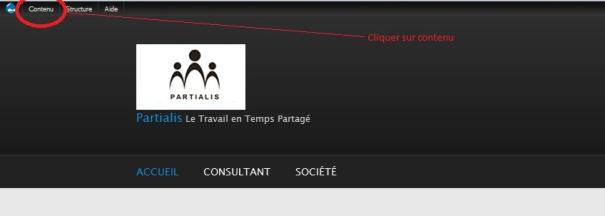 Contenu Structure Aide
Cliquer sur contenu
PARTIALIS
Partialis Le Travail en Temps Partagé
ACCUEIL CONSULTANT SOCIÉTÉ